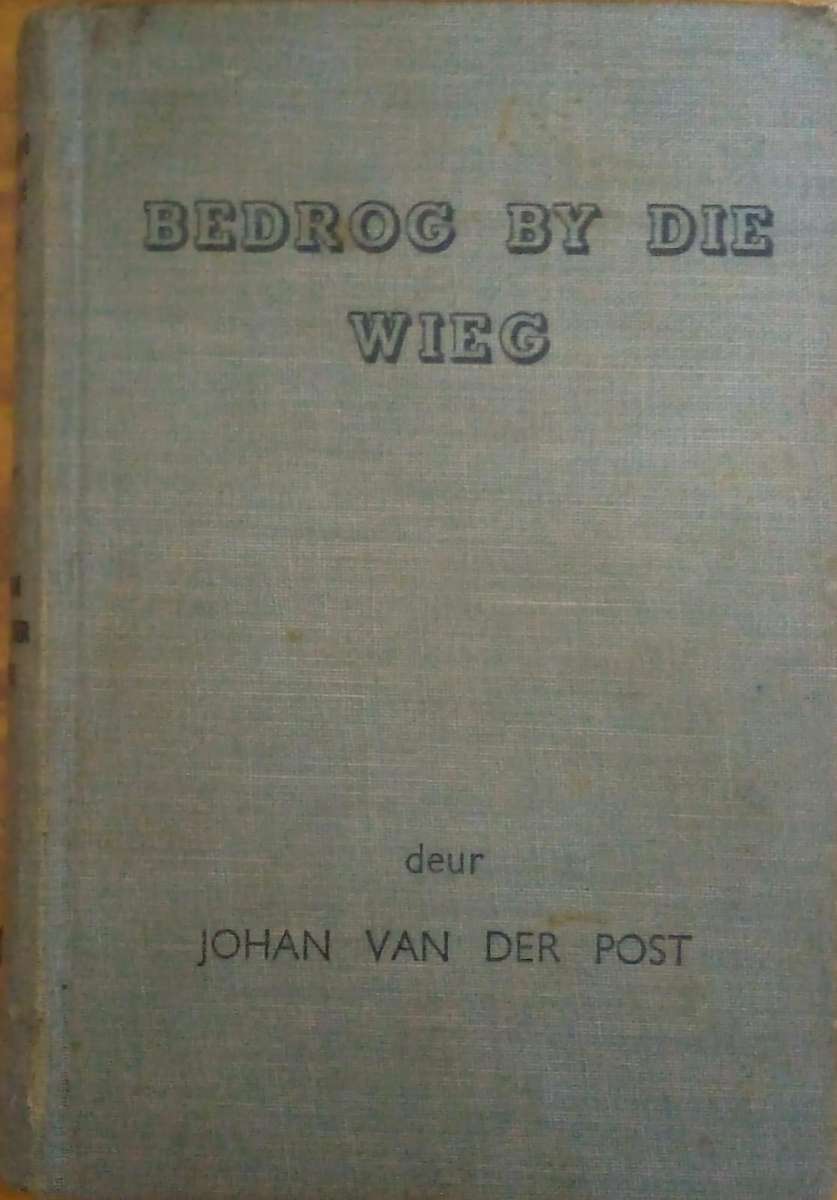 BEDROG BY DIE
WIEG
deur
JOHAN VAN DER POST